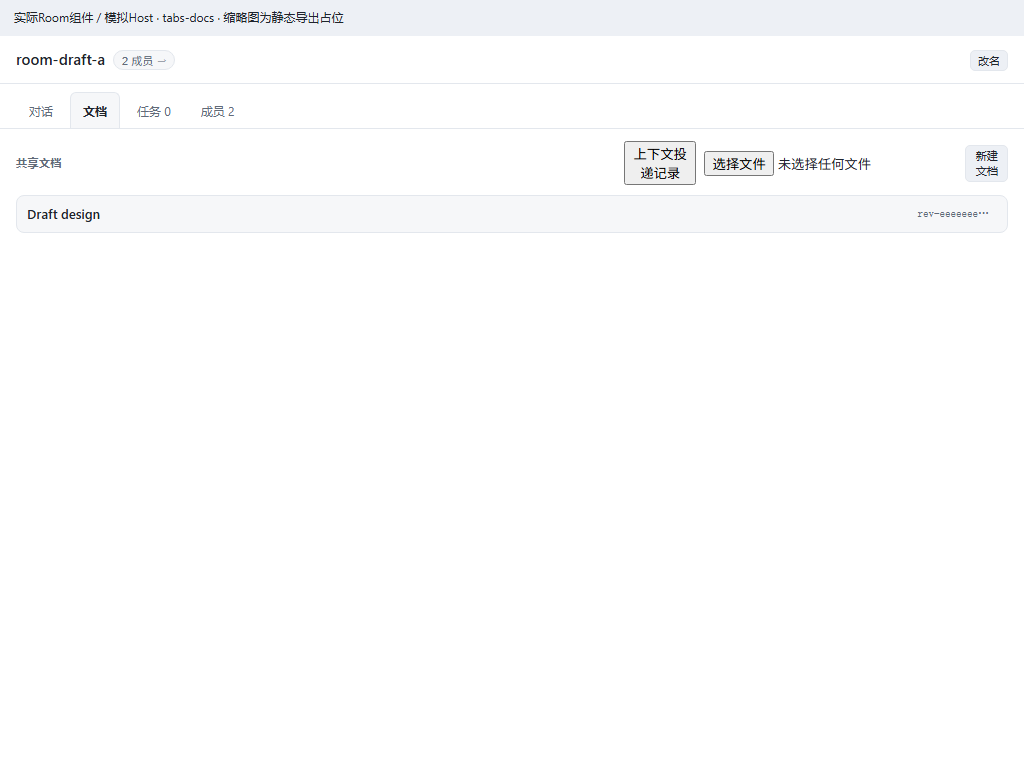 实际Room组件 / 模拟Host · tabs-docs · 缩略图为静态导出占位
room-draft-a 2 成员 → 改名
对话 文档 任务 0 成员 2
共享文档 上下文投递记录 选择文件 未选择任何文件 新建文档
Draft design rev-eeeeeee…